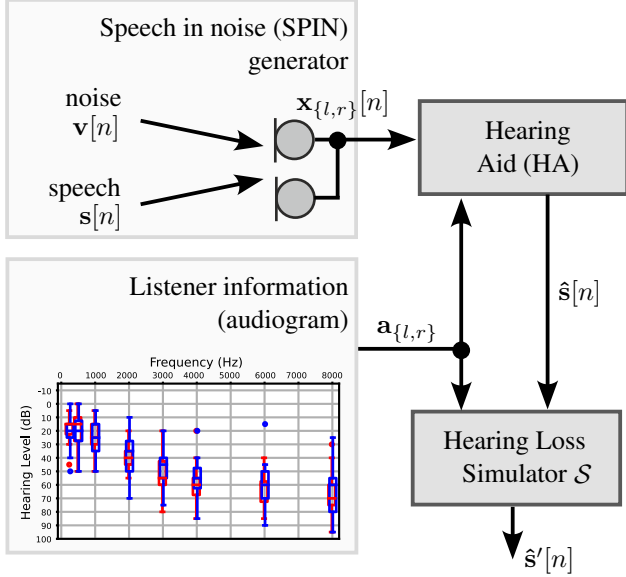 Speech in noise (SPIN)
generator
noise
𝐯[n]
speech
𝐬[n]
𝐱{l,r}[n]
Hearing
Aid (HA)
Listener information
(audiogram)
𝐚{l,r}
𝐬̂[n]
Frequency (Hz)
0 1000 2000 3000 4000 5000 6000 7000 8000
Hearing Level (dB)
-10
0
10
20
30
40
50
60
70
80
90
100
Hearing Loss
Simulator 𝒮
𝐬̂′[n]